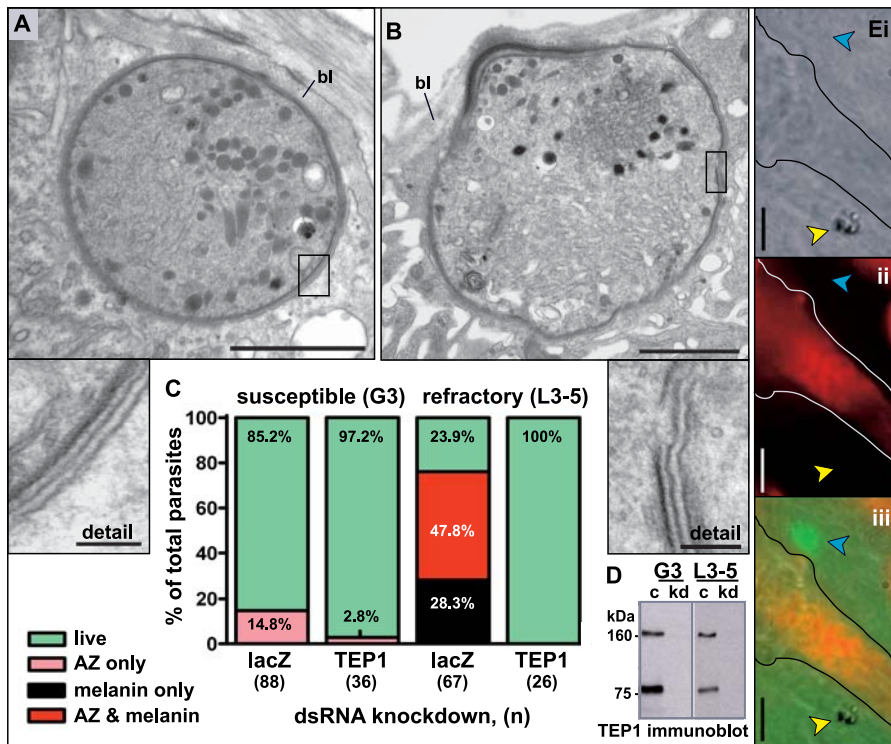 A
bl
B
bl
Ei
ii
iii
detail
detail
C
susceptible (G3) refractory (L3-5)
% of total parasites
100
80
60
40
20
0
85.2% 97.2% 23.9% 100%
47.8%
14.8% 2.8% 28.3%
lacZ TEP1 lacZ TEP1
(88) (36) (67) (26)
dsRNA knockdown, (n)
live
AZ only
melanin only
AZ & melanin
D
G3 L3-5
c kd c kd
kDa
160
75
TEP1 immunoblot